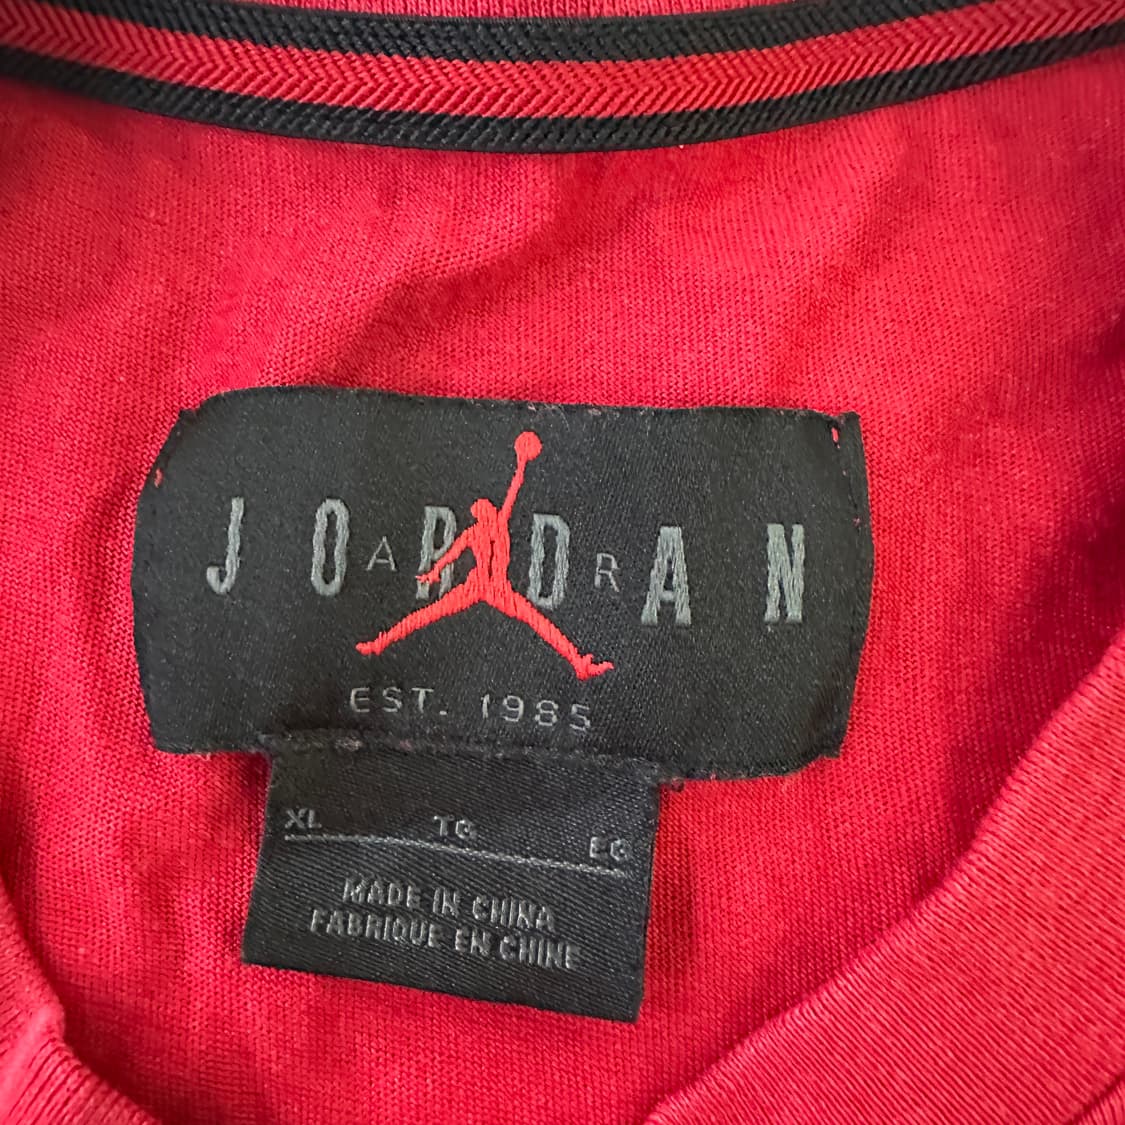 JORDAN
AIR
EST. 1985
XL TG EG
MADE IN CHINA
FABRIQUE EN CHINE